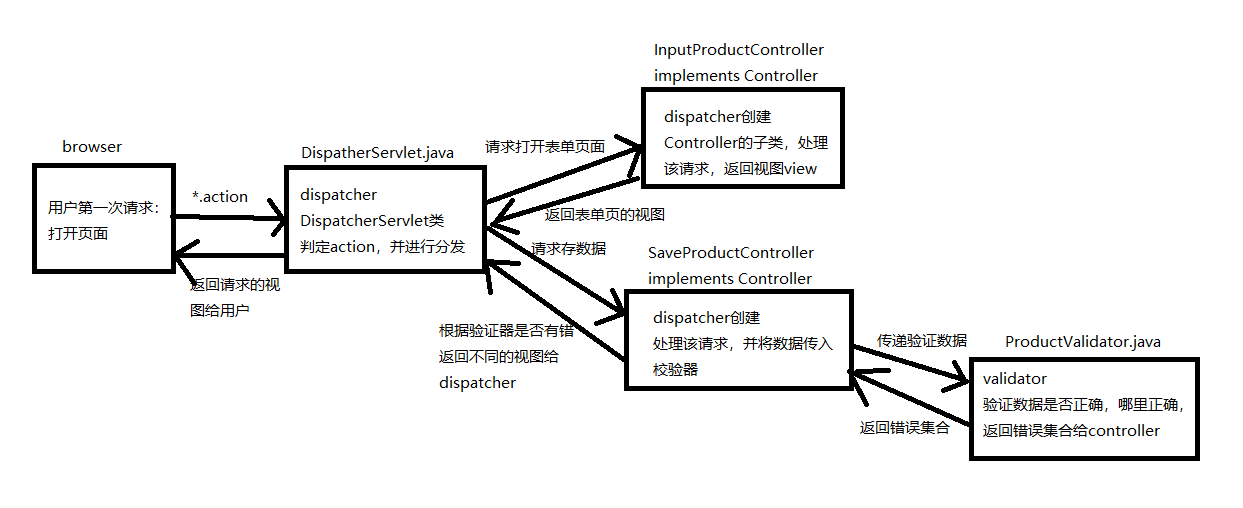 browser
用户第一次请求：
打开页面
*.action
返回请求的视
图给用户
DispatherServlet.java
dispatcher
DispatcherServlet类
判定action，并进行分发
请求打开表单页面
返回表单页的视图
InputProductController
implements Controller
dispatcher创建
Controller的子类，处理
该请求，返回视图view
请求存数据
根据验证器是否有错
返回不同的视图给
dispatcher
SaveProductController
implements Controller
dispatcher创建
处理该请求，并将数据传入
校验器
传递验证数据
返回错误集合
ProductValidator.java
validator
验证数据是否正确，哪里正确，
返回错误集合给controller